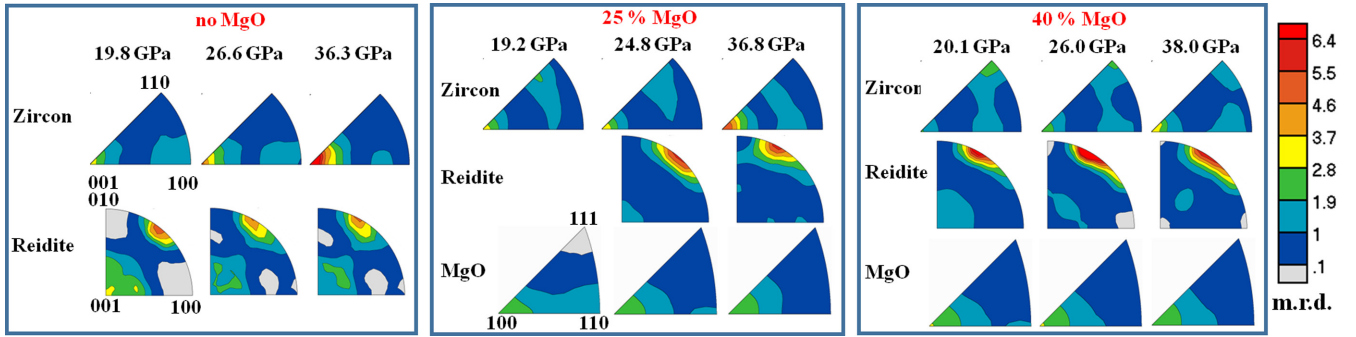 no MgO
19.8 GPa 26.6 GPa 36.3 GPa
110
Zircon
001 100
010
Reidite
001 100
25 % MgO
19.2 GPa 24.8 GPa 36.8 GPa
Zircon
Reidite
111
MgO
100 110
40 % MgO
20.1 GPa 26.0 GPa 38.0 GPa
Zircon
Reidite
MgO
6.4
5.5
4.6
3.7
2.8
1.9
1
.1
m.r.d.